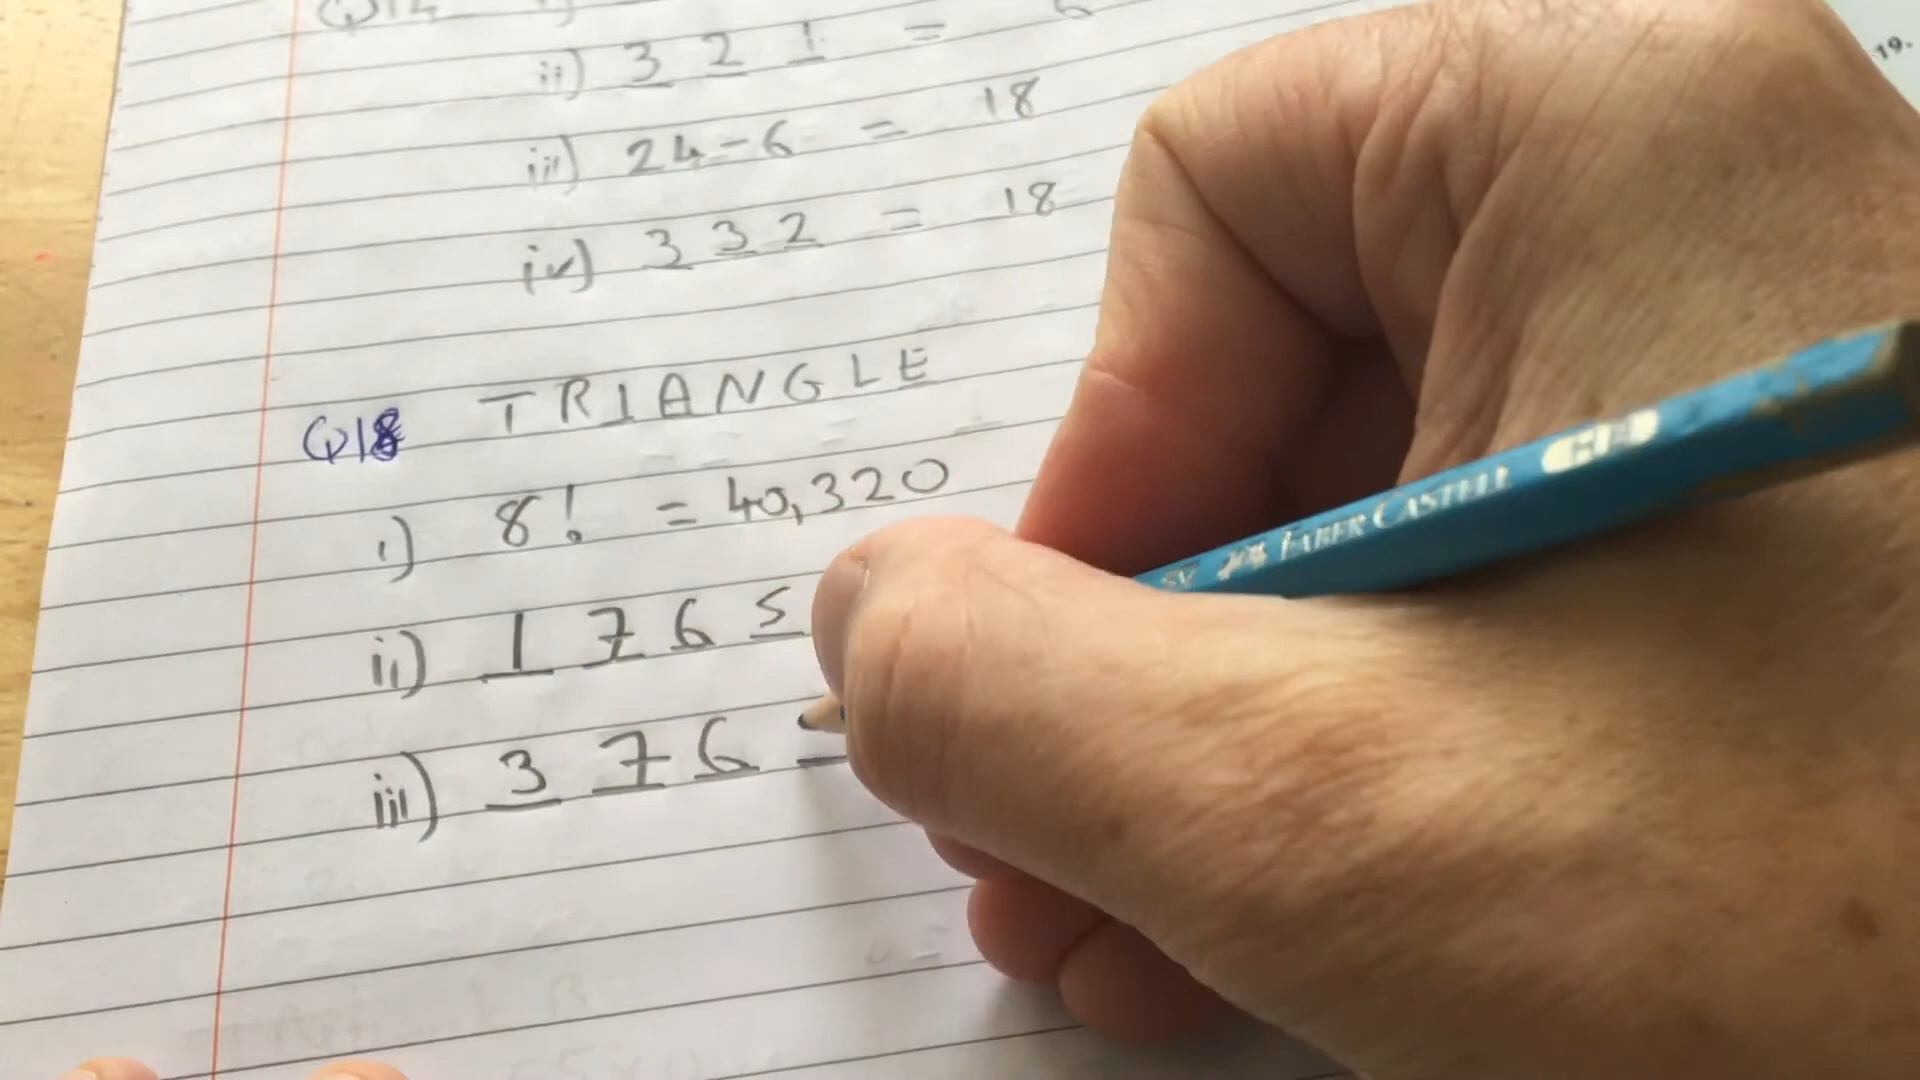 ii) 3 2 1 = 6
iii) 24-6 = 18
iv) 3 3 2 = 18
Q18 TRIANGLE
i) 8! = 40,320
ii) 1 7 6 5
iii) 3 7 6
FABER CASTELL
19.